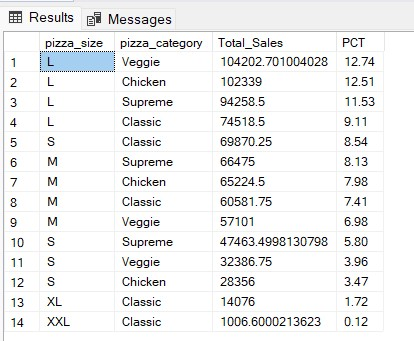 Results Messages
pizza_size pizza_category Total_Sales PCT
1 L Veggie 104202.701004028 12.74
2 L Chicken 102339 12.51
3 L Supreme 94258.5 11.53
4 L Classic 74518.5 9.11
5 S Classic 69870.25 8.54
6 M Supreme 66475 8.13
7 M Chicken 65224.5 7.98
8 M Classic 60581.75 7.41
9 M Veggie 57101 6.98
10 S Supreme 47463.4998130798 5.80
11 S Veggie 32386.75 3.96
12 S Chicken 28356 3.47
13 XL Classic 14076 1.72
14 XXL Classic 1006.6000213623 0.12